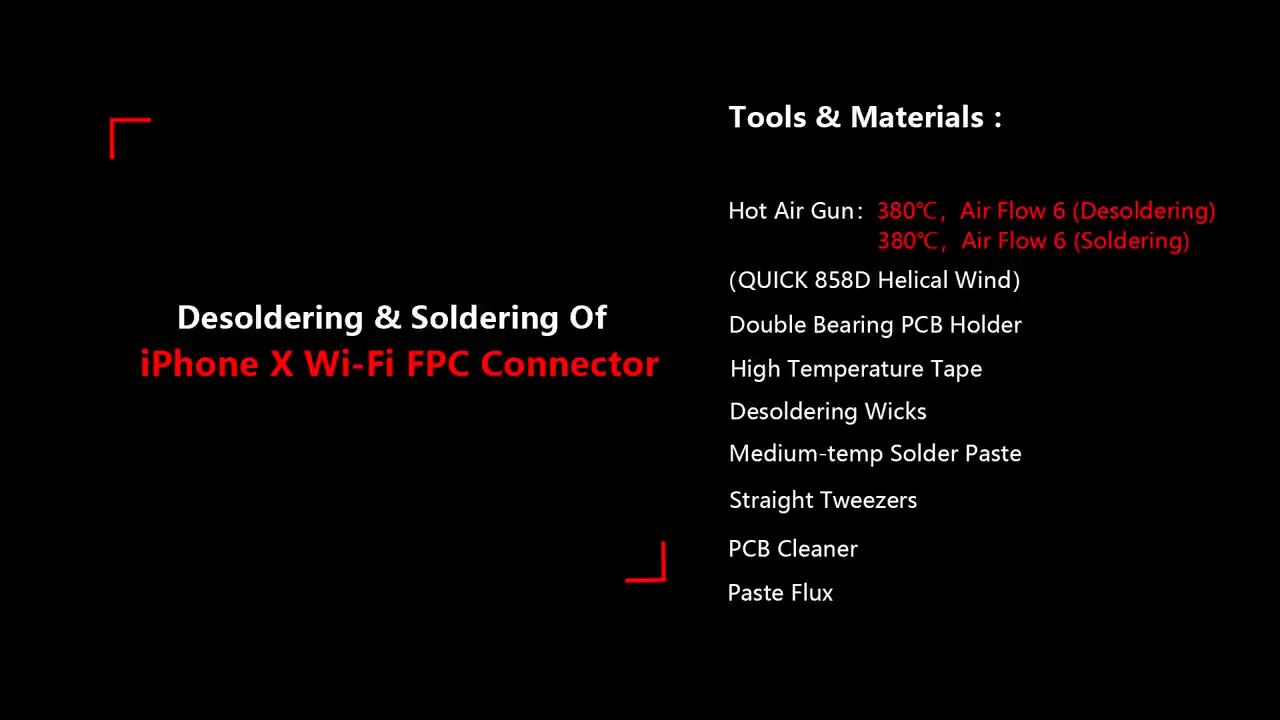 Desoldering & Soldering Of
iPhone X Wi-Fi FPC Connector
Tools & Materials :
Hot Air Gun： 380℃， Air Flow 6 (Desoldering)
380℃， Air Flow 6 (Soldering)
(QUICK 858D Helical Wind)
Double Bearing PCB Holder
High Temperature Tape
Desoldering Wicks
Medium-temp Solder Paste
Straight Tweezers
PCB Cleaner
Paste Flux